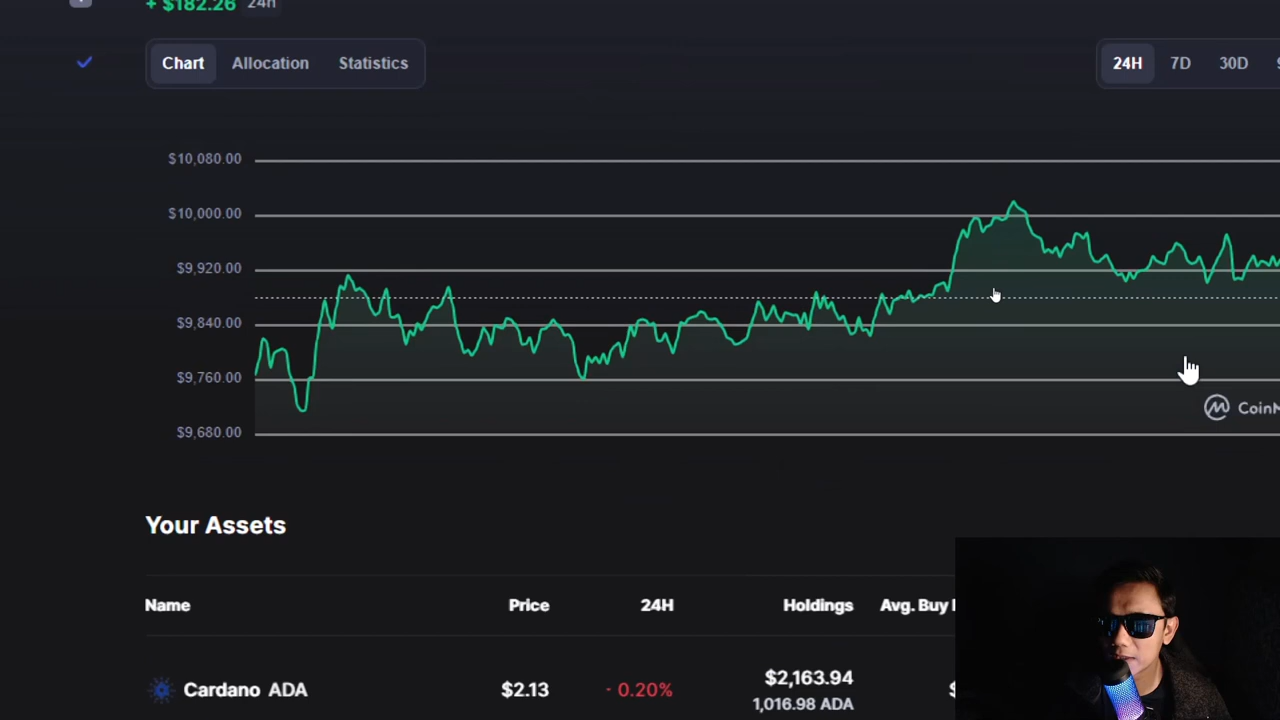 + $182.26 24h
Chart Allocation Statistics
24H 7D 30D
$10,080.00
$10,000.00
$9,920.00
$9,840.00
$9,760.00
$9,680.00
Your Assets
Name Price 24H Holdings Avg. Buy
Cardano ADA $2.13 - 0.20% $2,163.94
1,016.98 ADA